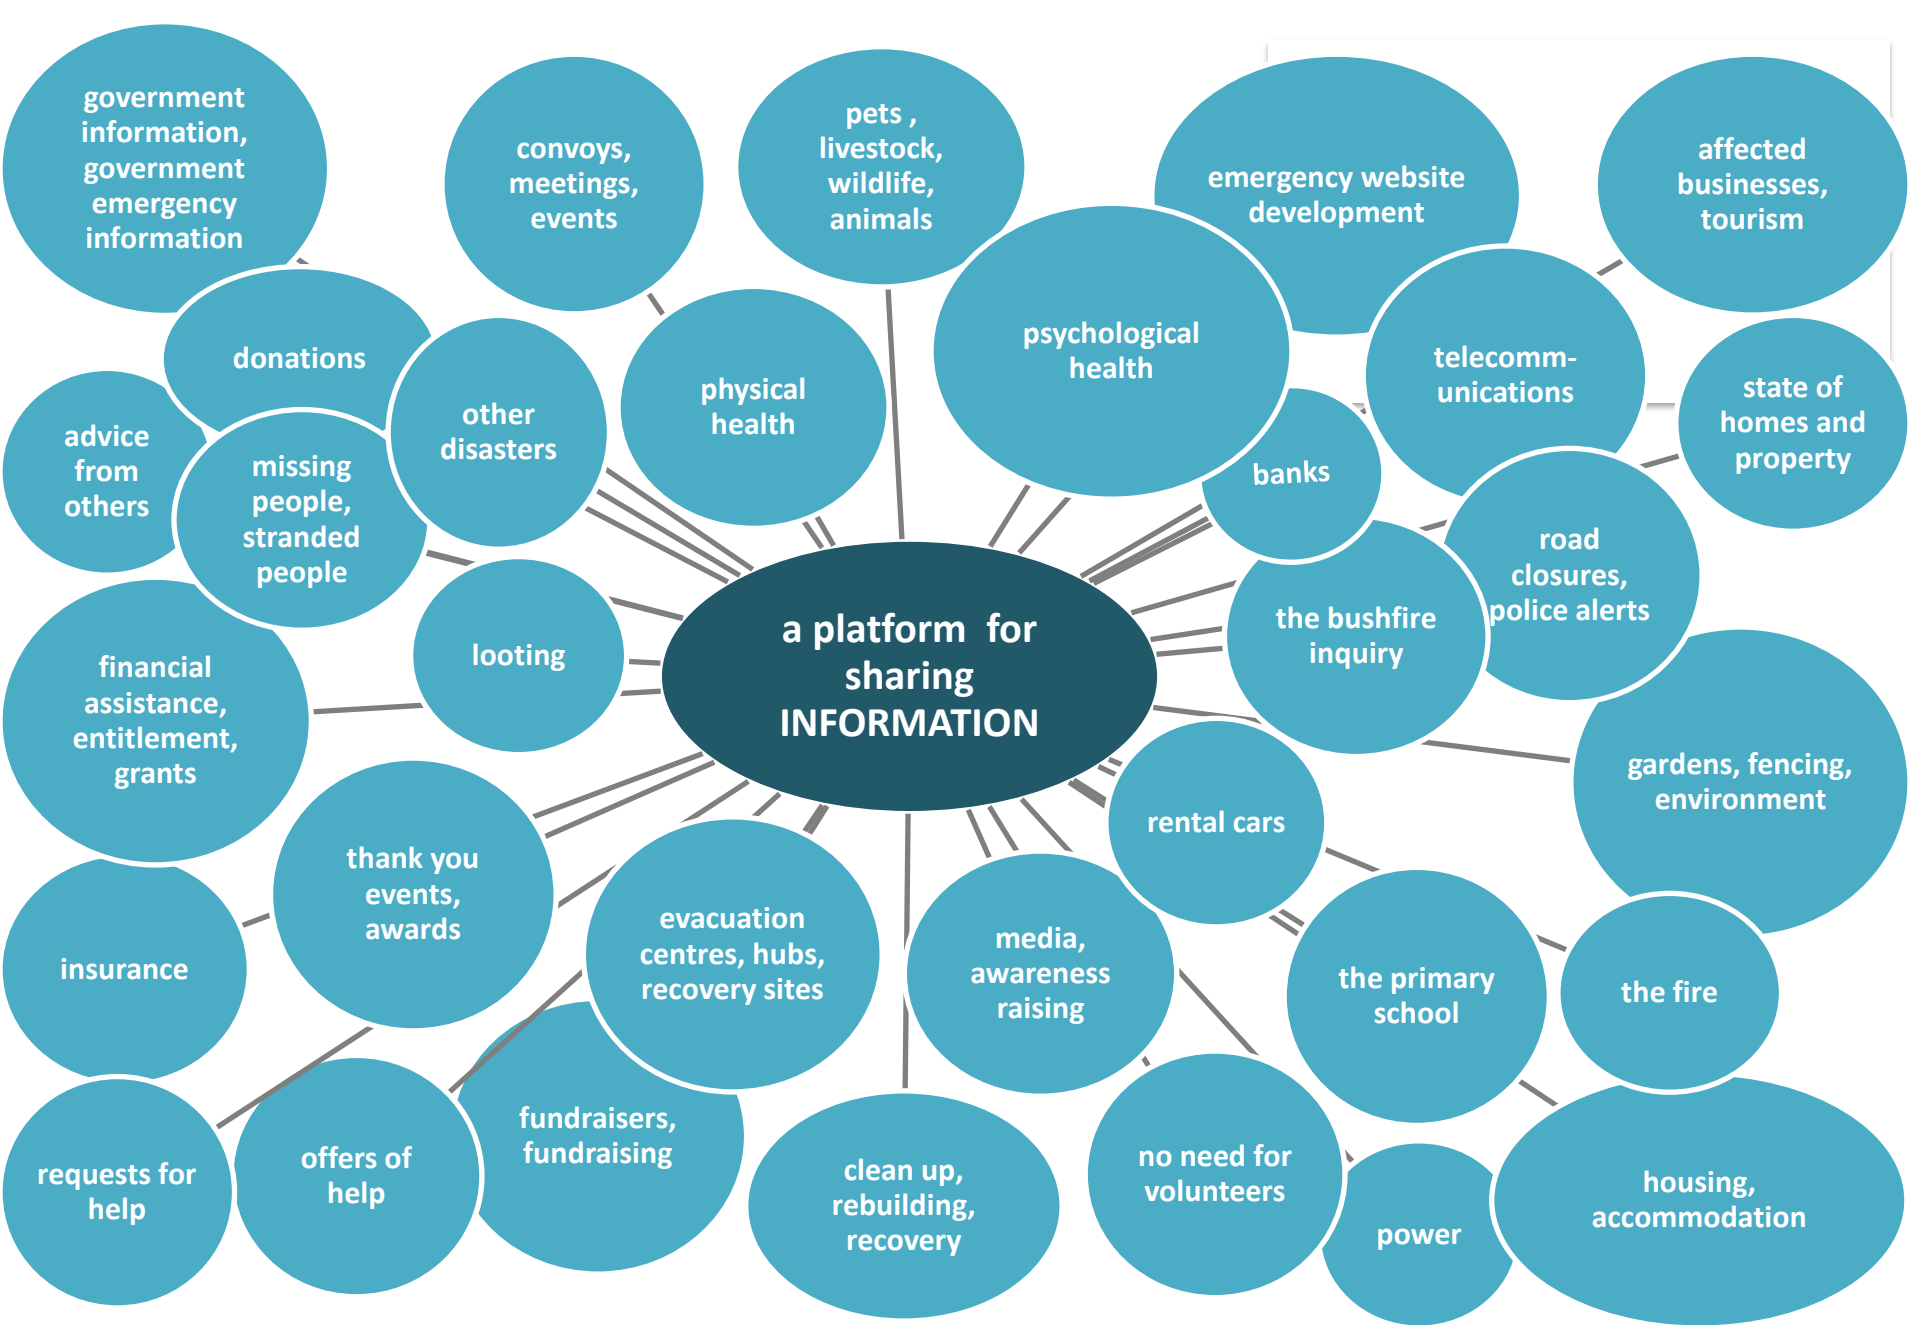 government
information,
government
emergency
information
convoys,
meetings,
events
pets ,
livestock,
wildlife,
animals
emergency website
development
affected
businesses,
tourism
donations
other
disasters
physical
health
psychological
health
telecomm-
unications
state of
homes and
property
advice
from
others
missing
people,
stranded
people
banks
road
closures,
police alerts
looting
a platform for
sharing
INFORMATION
the bushfire
inquiry
financial
assistance,
entitlement,
grants
gardens, fencing,
environment
rental cars
thank you
events,
awards
insurance
evacuation
centres, hubs,
recovery sites
media,
awareness
raising
the primary
school
the fire
requests for
help
offers of
help
fundraisers,
fundraising
clean up,
rebuilding,
recovery
no need for
volunteers
power
housing,
accommodation